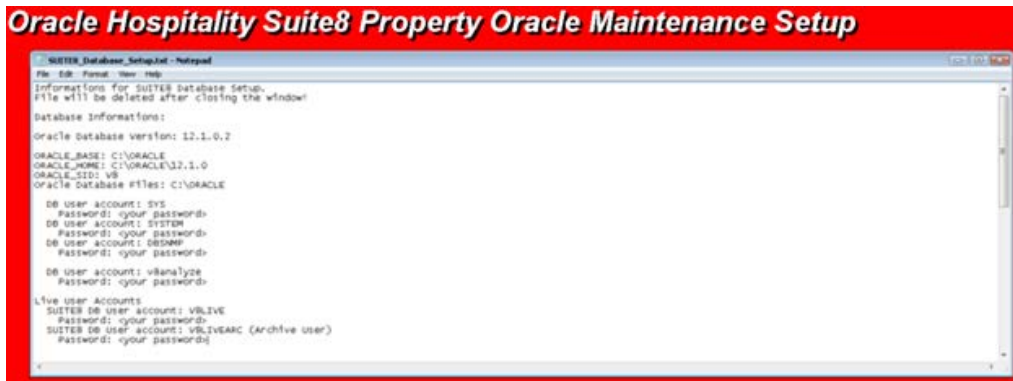 Oracle Hospitality Suite8 Property Oracle Maintenance Setup
SUITE8_Database_Setup.txt - Notepad
File Edit Format View Help
Informations for SUITE8 Database Setup.
File will be deleted after closing the window!
Database Informations:
Oracle Database Version: 12.1.0.2
ORACLE_BASE: C:\ORACLE
ORACLE_HOME: C:\ORACLE\12.1.0
ORACLE_SID: V8
Oracle Database Files: C:\ORACLE
DB User account: SYS
Password: <your password>
DB User account: SYSTEM
Password: <your password>
DB User account: DBSNMP
Password: <your password>
DB User account: v8analyze
Password: <your password>
Live User Accounts
SUITE8 DB User account: V8LIVE
Password: <your password>
SUITE8 DB User account: V8LIVEARC (Archive User)
Password: <your password>